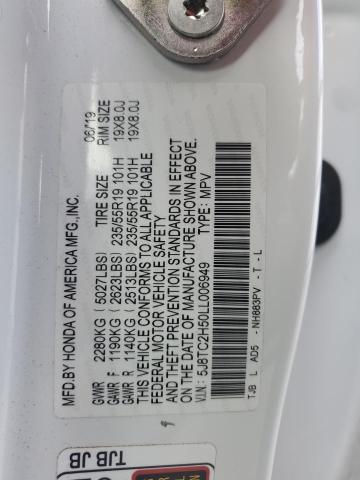 MFD.BY HONDA OF AMERICA MFG.,INC. 06/19
TIRE SIZE RIM SIZE
GVWR 2280KG (5027LBS)
GAWR F 1190KG (2623LBS) 235/55R19 101H 19X8.0J
GAWR R 1140KG (2513LBS) 235/55R19 101H 19X8.0J
THIS VEHICLE CONFORMS TO ALL APPLICABLE
FEDERAL MOTOR VEHICLE SAFETY
THEFT PREVENTION STANDARDS IN EFFECT
ON THE DATE OF MANUFACTURE SHOWN ABOVE.
V.I.N: 5J8TC2H50LL006949 TYPE: MPV
TJB L AD5 - NH883PV - T - L
TJB JB